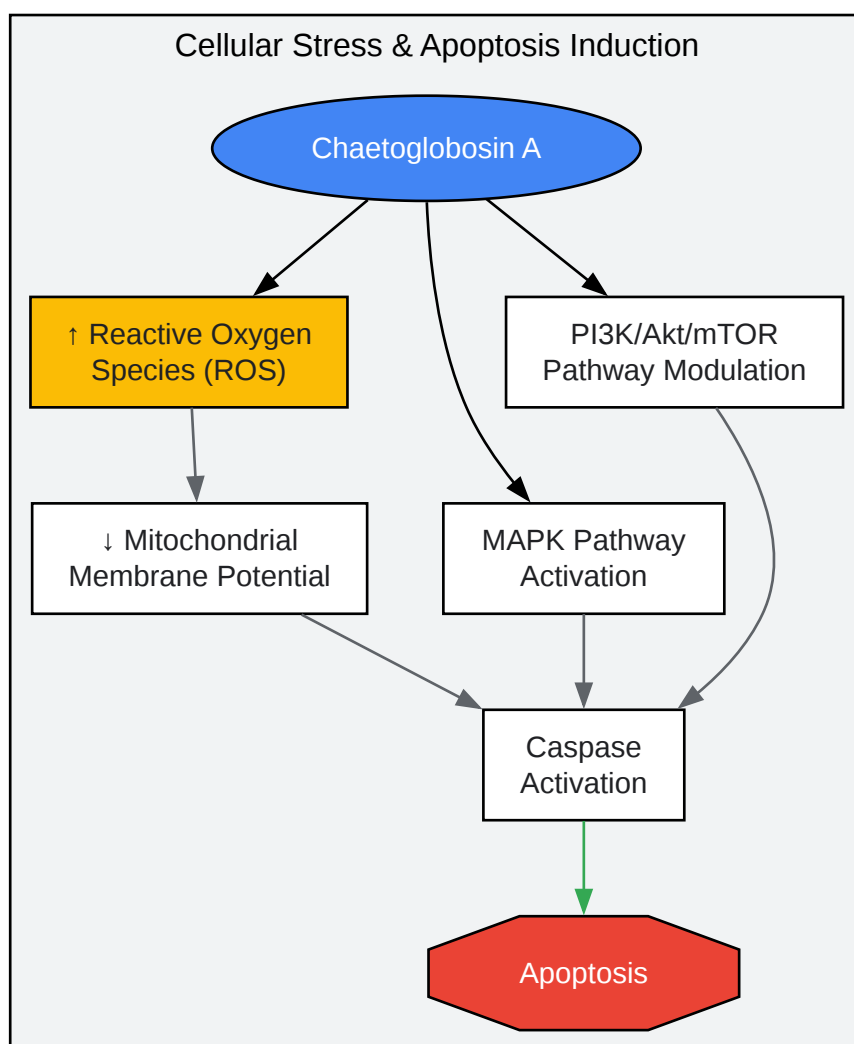 Cellular Stress & Apoptosis Induction
Chaetoglobosin A
↑ Reactive Oxygen
Species (ROS)
PI3K/Akt/mTOR
Pathway Modulation
↓ Mitochondrial
Membrane Potential
MAPK Pathway
Activation
Caspase
Activation
Apoptosis